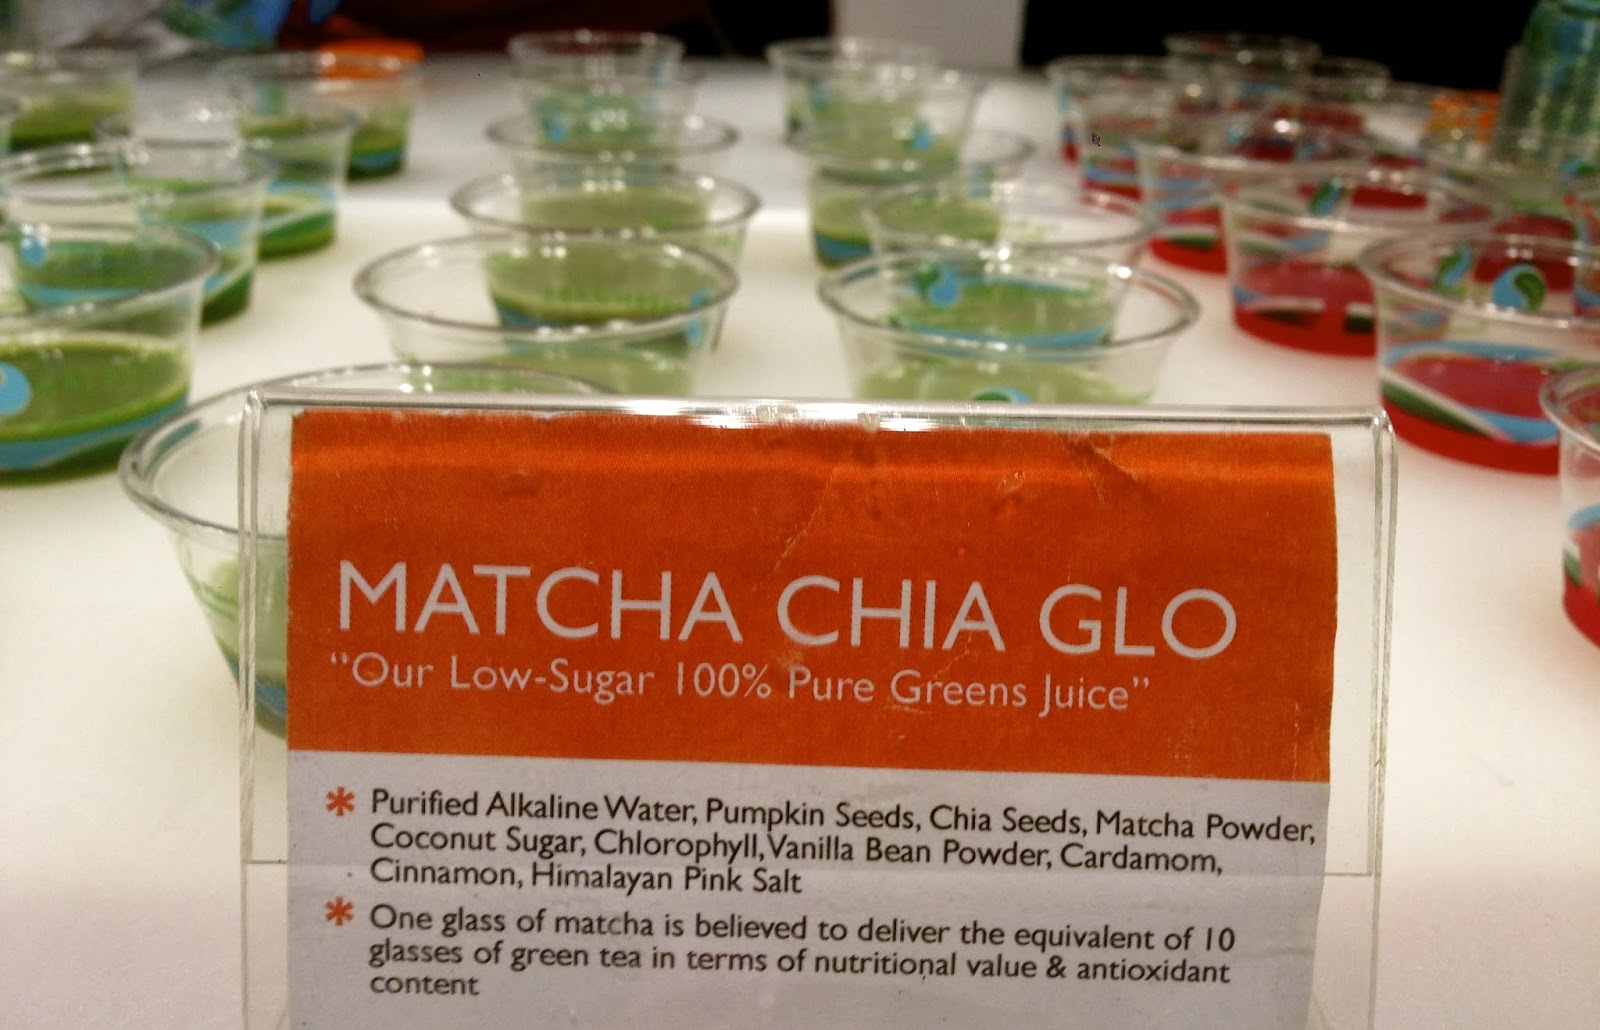 MATCHA CHIA GLO
“Our Low-Sugar 100% Pure Greens Juice”
* Purified Alkaline Water, Pumpkin Seeds, Chia Seeds, Matcha Powder,
Coconut Sugar, Chlorophyll, Vanilla Bean Powder, Cardamom,
Cinnamon, Himalayan Pink Salt
* One glass of matcha is believed to deliver the equivalent of 10
glasses of green tea in terms of nutritional value & antioxidant
content